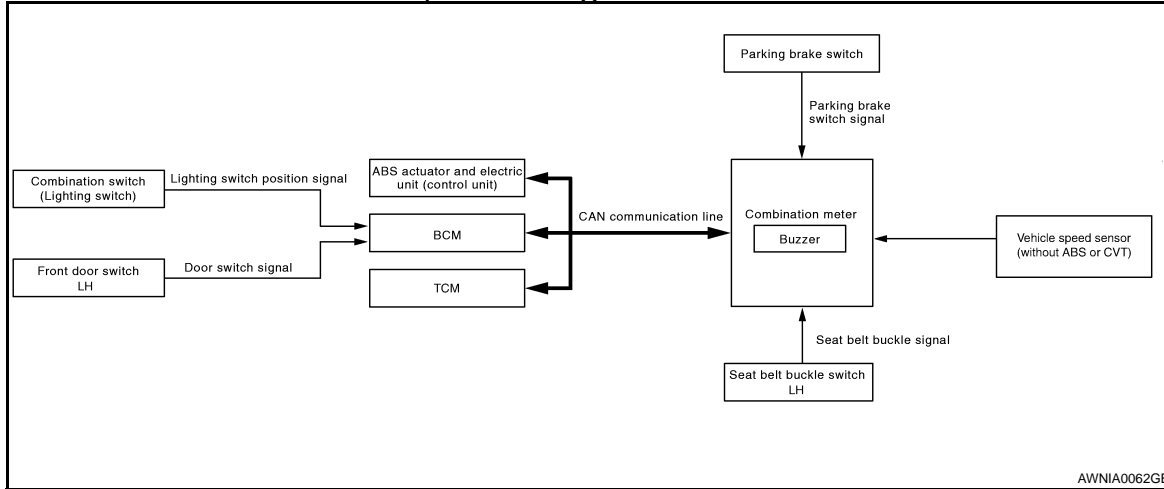 Parking brake switch
Parking brake
switch signal
Combination switch
(Lighting switch)
Lighting switch position signal
ABS actuator and electric
unit (control unit)
Front door switch
LH
Door switch signal
BCM
TCM
CAN communication line
Combination meter
Buzzer
Vehicle speed sensor
(without ABS or CVT)
Seat belt buckle signal
Seat belt buckle switch
LH